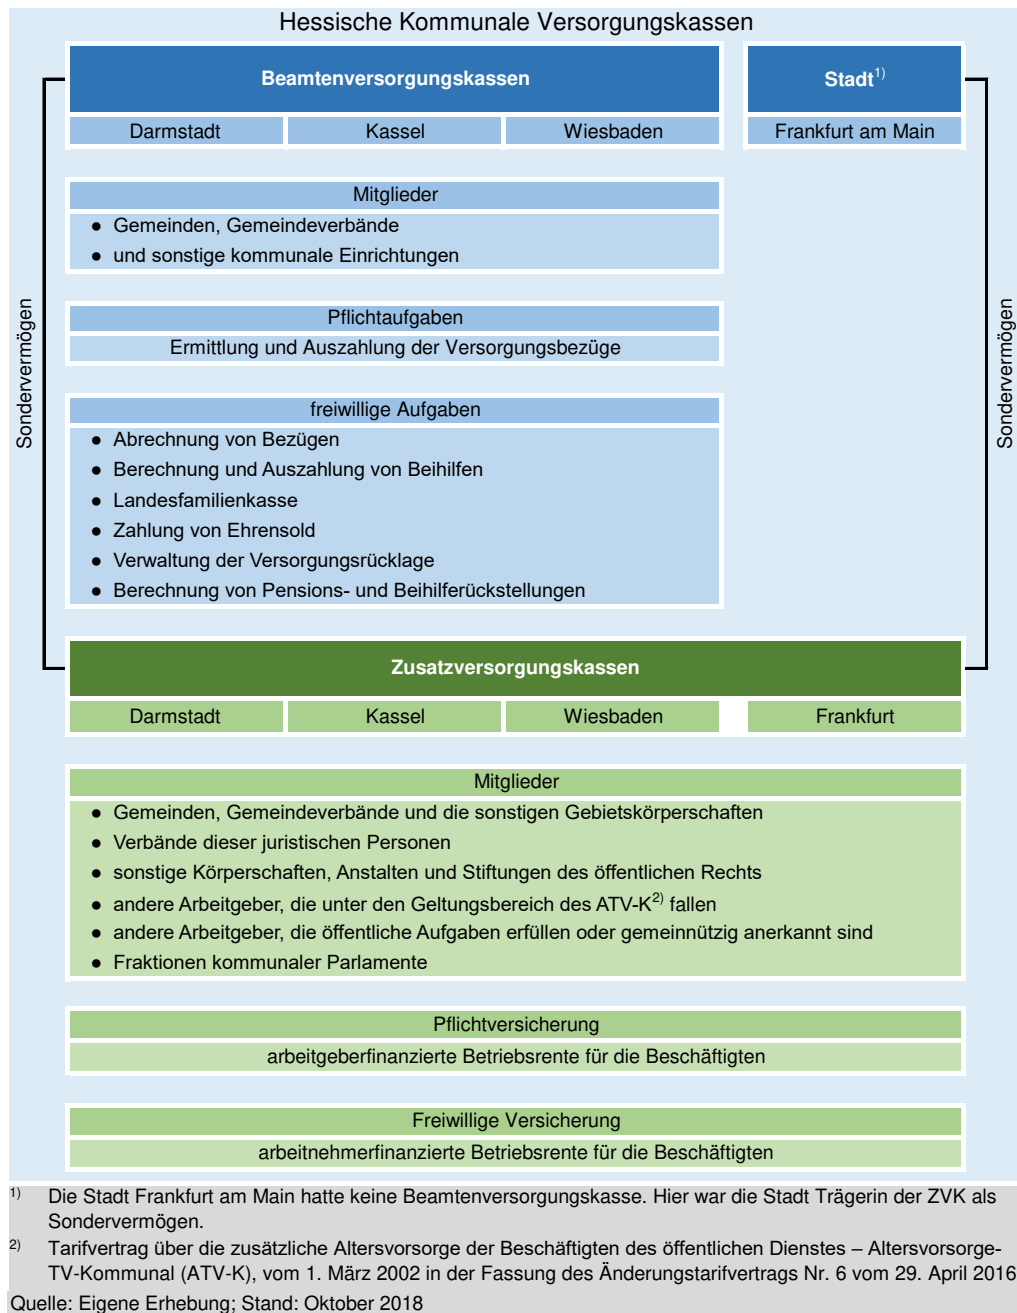 Hessische Kommunale Versorgungskassen
Beamtenversorgungskassen
Stadt1)
Darmstadt
Kassel
Wiesbaden
Frankfurt am Main
Mitglieder
● Gemeinden, Gemeindeverbände
● und sonstige kommunale Einrichtungen
Pflichtaufgaben
Ermittlung und Auszahlung der Versorgungsbezüge
Sondervermögen
Sondervermögen
freiwillige Aufgaben
● Abrechnung von Bezügen
● Berechnung und Auszahlung von Beihilfen
● Landesfamilienkasse
● Zahlung von Ehrensold
● Verwaltung der Versorgungsrücklage
● Berechnung von Pensions- und Beihilferückstellungen
Zusatzversorgungskassen
Darmstadt
Kassel
Wiesbaden
Frankfurt
Mitglieder
● Gemeinden, Gemeindeverbände und die sonstigen Gebietskörperschaften
● Verbände dieser juristischen Personen
● sonstige Körperschaften, Anstalten und Stiftungen des öffentlichen Rechts
● andere Arbeitgeber, die unter den Geltungsbereich des ATV-K2) fallen
● andere Arbeitgeber, die öffentliche Aufgaben erfüllen oder gemeinnützig anerkannt sind
● Fraktionen kommunaler Parlamente
Pflichtversicherung
arbeitgeberfinanzierte Betriebsrente für die Beschäftigten
Freiwillige Versicherung
arbeitnehmerfinanzierte Betriebsrente für die Beschäftigten
1) Die Stadt Frankfurt am Main hatte keine Beamtenversorgungskasse. Hier war die Stadt Trägerin der ZVK als
Sondervermögen.
2) Tarifvertrag über die zusätzliche Altersvorsorge der Beschäftigten des öffentlichen Dienstes – Altersvorsorge-
TV-Kommunal (ATV-K), vom 1. März 2002 in der Fassung des Änderungstarifvertrags Nr. 6 vom 29. April 2016
Quelle: Eigene Erhebung; Stand: Oktober 2018